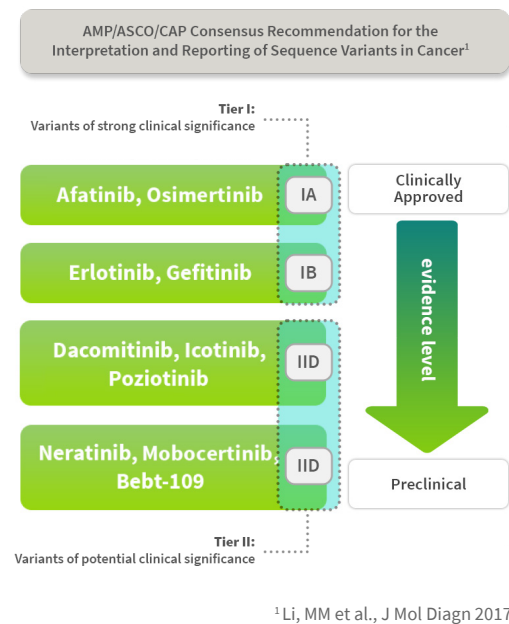 AMP/ASCO/CAP Consensus Recommendation for the
Interpretation and Reporting of Sequence Variants in Cancer¹
Tier I:
Variants of strong clinical significance
Afatinib, Osimertinib
IA
Clinically
Approved
Erlotinib, Gefitinib
IB
evidence level
Dacomitinib, Icotinib,
Poziotinib
IID
Neratinib, Mobocertinib,
Bebt-109
IID
Preclinical
Tier II:
Variants of potential clinical significance
¹ Li, MM et al., J Mol Diagn 2017